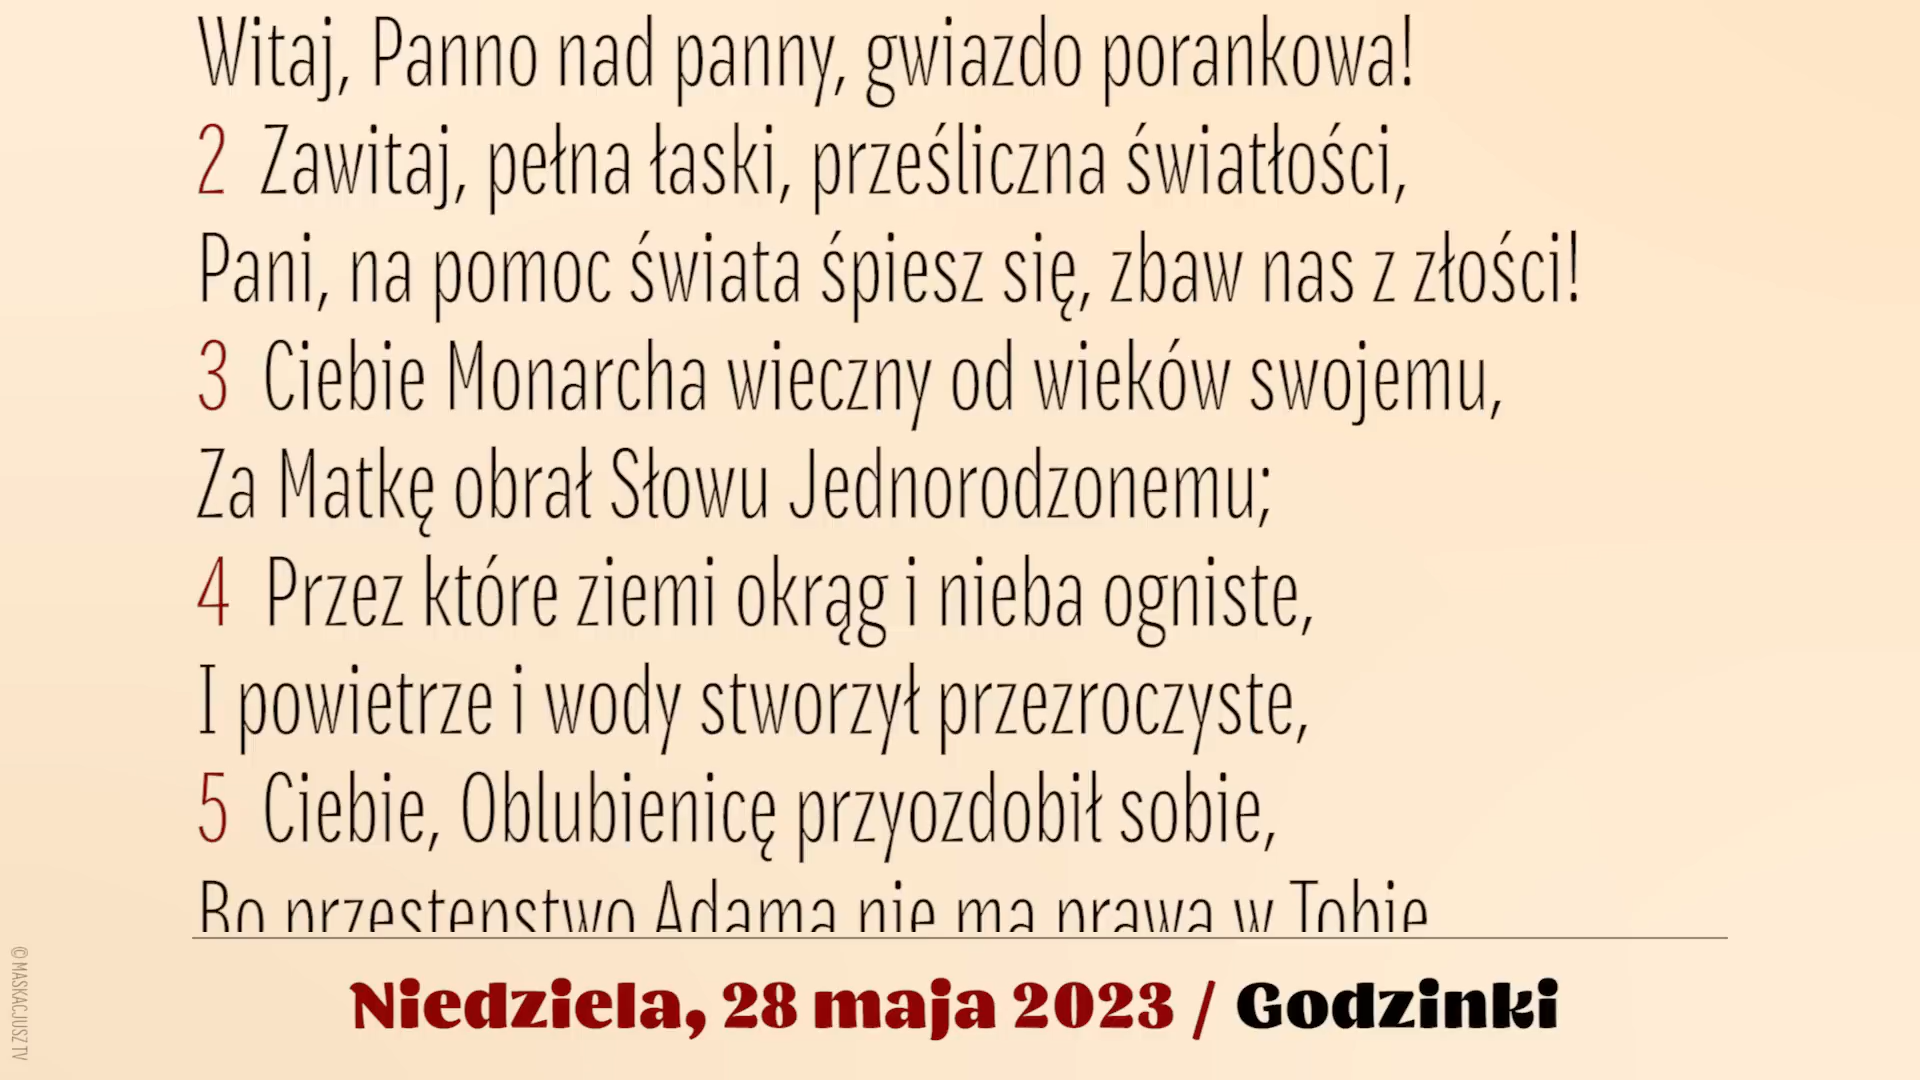 Witaj, Panno nad panny, gwiazdo porankowa!
2 Zawitaj, pełna łaski, prześliczna światłości,
Pani, na pomoc świata śpiesz się, zbaw nas z złości!
3 Ciebie Monarcha wieczny od wieków swojemu,
Za Matkę obrał Słowu Jednorodzonemu;
4 Przez które ziemi okrąg i nieba ogniste,
I powietrze i wody stworzył przezroczyste,
5 Ciebie, Oblubienicę przyozdobił sobie,
Bo przestępstwo Adama nie ma prawa w Tobie
Niedziela, 28 maja 2023 / Godzinki
© MASKACJUSZ TV